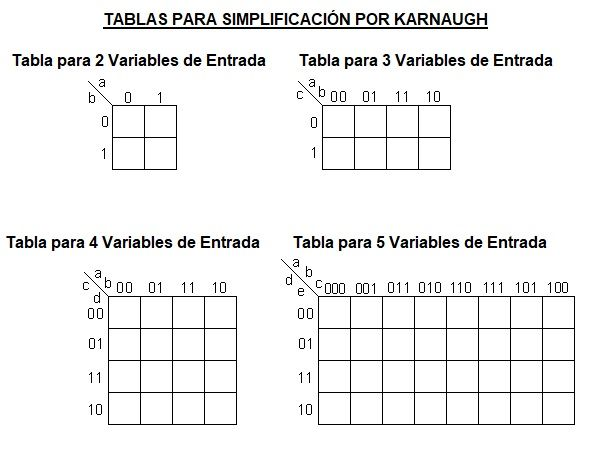 TABLAS PARA SIMPLIFICACIÓN POR KARNAUGH
Tabla para 2 Variables de Entrada
a
b
0 1
0
1
Tabla para 3 Variables de Entrada
a
b
c
00 01 11 10
0
1
Tabla para 4 Variables de Entrada
a
b
c
d
00 01 11 10
00
01
11
10
Tabla para 5 Variables de Entrada
a
b
c
d
e
000 001 011 010 110 111 101 100
00
01
11
10